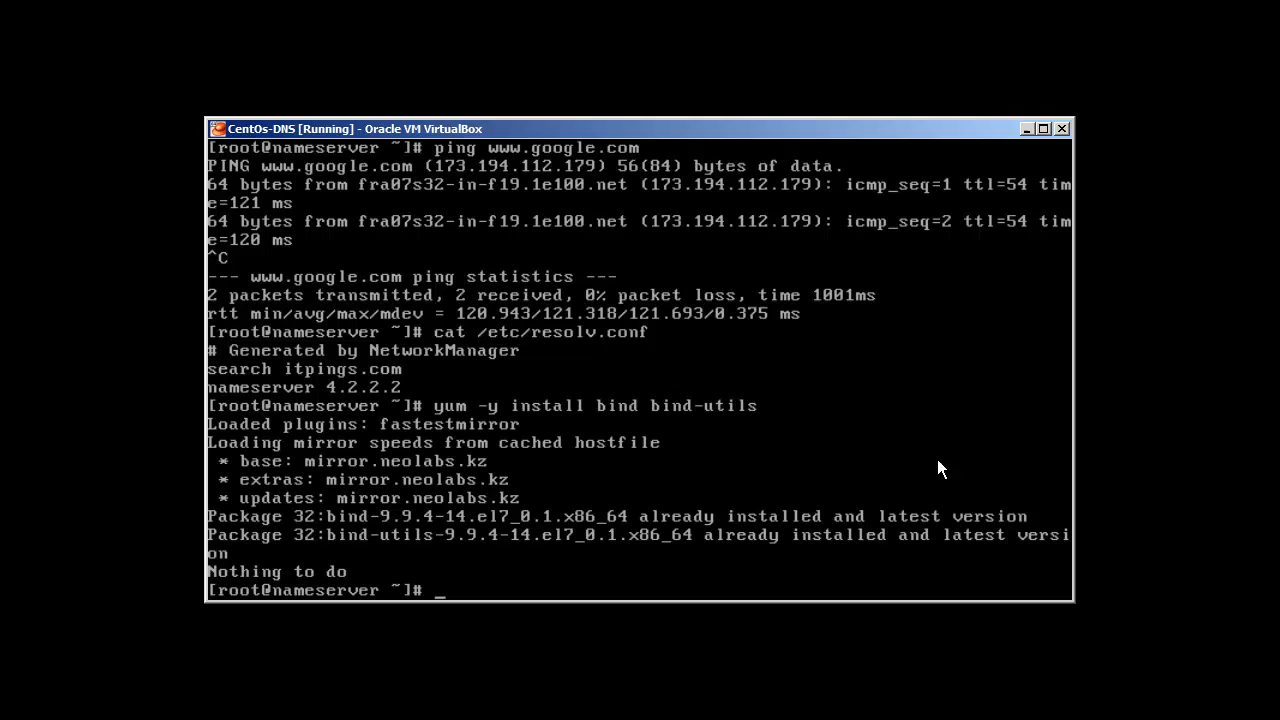 CentOs-DNS [Running] - Oracle VM VirtualBox
[root@nameserver ~]# ping www.google.com
PING www.google.com (173.194.112.179) 56(84) bytes of data.
64 bytes from fra07s32-in-f19.1e100.net (173.194.112.179): icmp_seq=1 ttl=54 tim
e=121 ms
64 bytes from fra07s32-in-f19.1e100.net (173.194.112.179): icmp_seq=2 ttl=54 tim
e=120 ms
^C
--- www.google.com ping statistics ---
2 packets transmitted, 2 received, 0% packet loss, time 1001ms
rtt min/avg/max/mdev = 120.943/121.318/121.693/0.375 ms
[root@nameserver ~]# cat /etc/resolv.conf
# Generated by NetworkManager
search itpings.com
nameserver 4.2.2.2
[root@nameserver ~]# yum -y install bind bind-utils
Loaded plugins: fastestmirror
Loading mirror speeds from cached hostfile
 * base: mirror.neolabs.kz
 * extras: mirror.neolabs.kz
 * updates: mirror.neolabs.kz
Package 32:bind-9.9.4-14.el7_0.1.x86_64 already installed and latest version
Package 32:bind-utils-9.9.4-14.el7_0.1.x86_64 already installed and latest versi
on
Nothing to do
[root@nameserver ~]# _